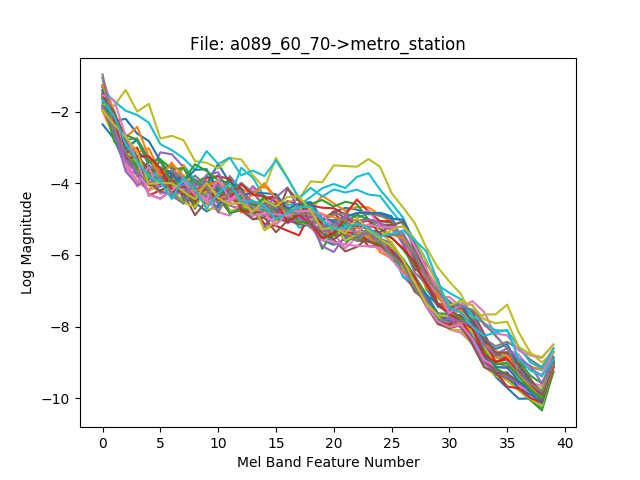 File: a089_60_70->metro_station
Log Magnitude
−2
−4
−6
−8
−10
0 5 10 15 20 25 30 35 40
Mel Band Feature Number